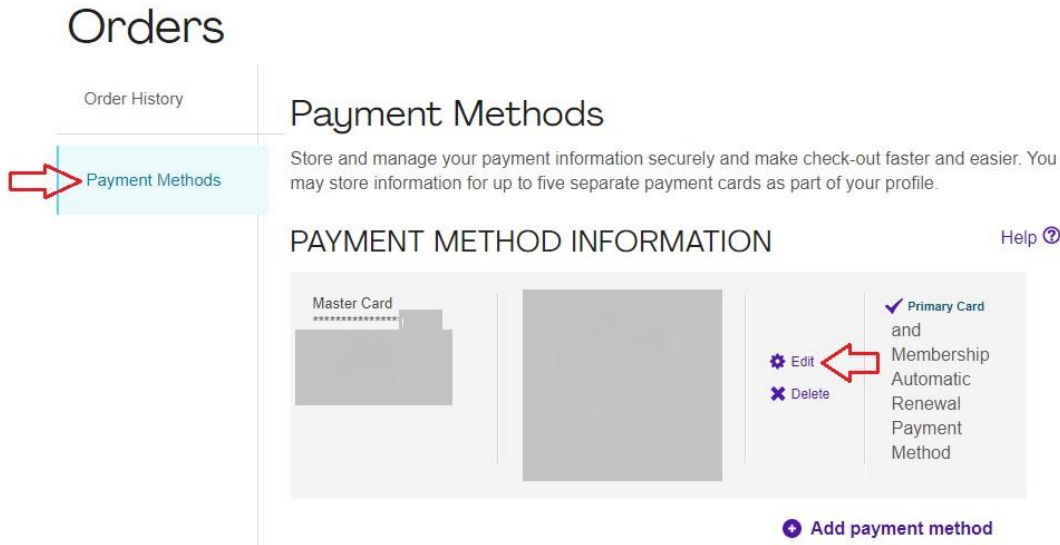 Orders
Order History
Payment Methods
Payment Methods
Store and manage your payment information securely and make check-out faster and easier. You
may store information for up to five separate payment cards as part of your profile.
PAYMENT METHOD INFORMATION
Help ?
Master Card
****************
Edit
Delete
Primary Card
and
Membership
Automatic
Renewal
Payment
Method
Add payment method